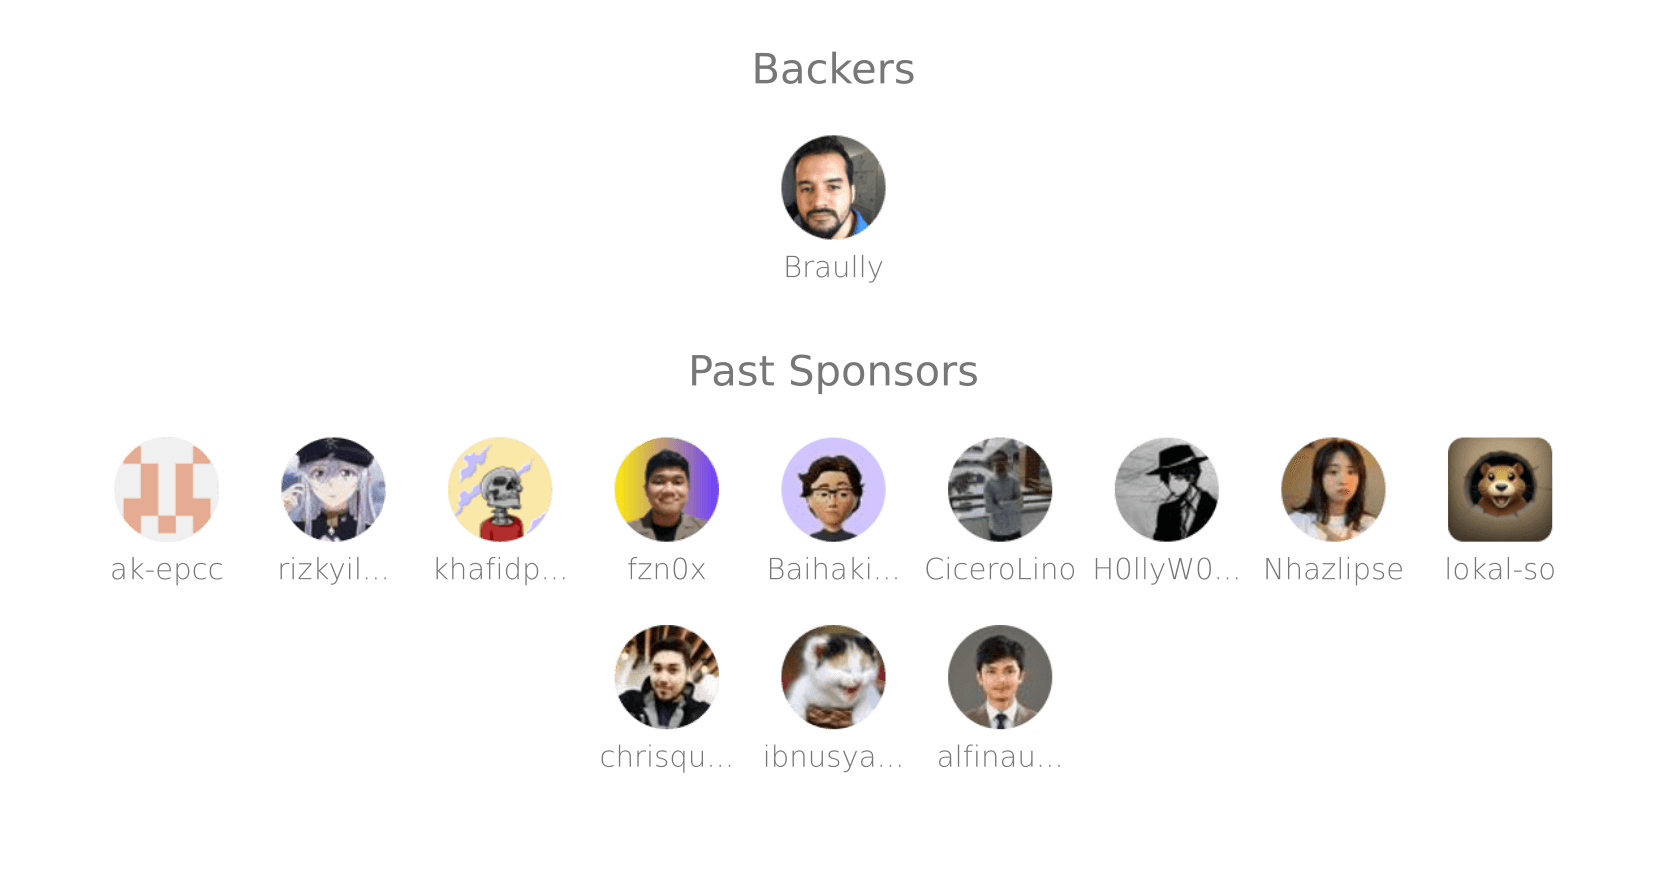 Backers
Braully
Past Sponsors
ak-epcc rizkyil... khafidp... fzn0x Baihaki... CiceroLino H0llyW0... Nhazlipse lokal-so
chrisqu... ibnusya... alfinau...